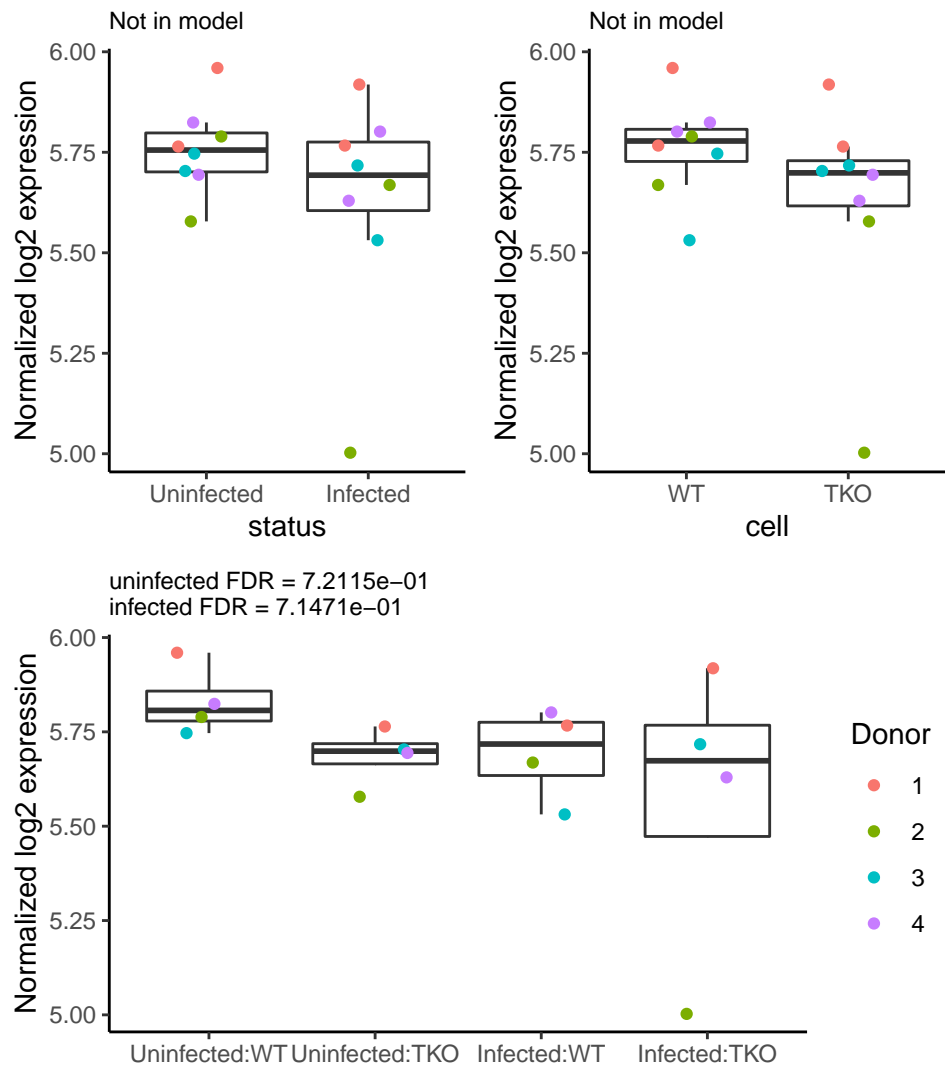 Not in model
Normalized log2 expression
6.00
5.75
5.50
5.25
5.00
Uninfected
Infected
status
Not in model
Normalized log2 expression
6.00
5.75
5.50
5.25
5.00
WT
TKO
cell
uninfected FDR = 7.2115e−01
infected FDR = 7.1471e−01
Normalized log2 expression
6.00
5.75
5.50
5.25
5.00
Uninfected:WT
Uninfected:TKO
Infected:WT
Infected:TKO
Donor
1
2
3
4